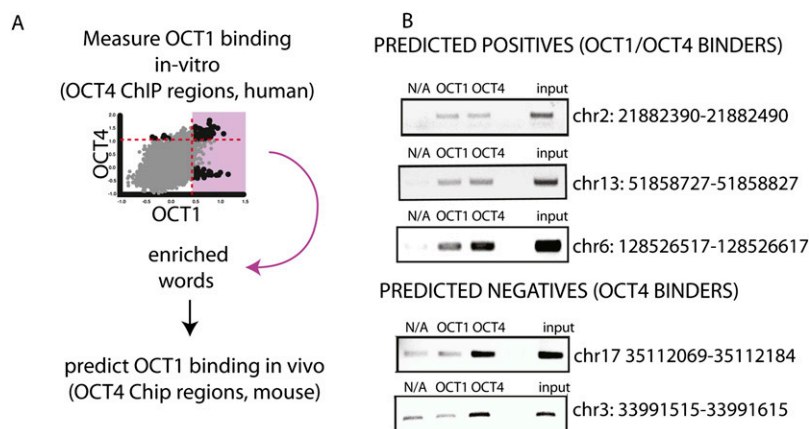 A
Measure OCT1 binding
in-vitro
(OCT4 ChIP regions, human)
OCT4
2.0
1.5
1.0
0.5
0.0
-0.5
-1.0
-1.0 -0.5 0.0 0.5 1.0 1.5
OCT1
enriched
words
predict OCT1 binding in vivo
(OCT4 Chip regions, mouse)
B
PREDICTED POSITIVES (OCT1/OCT4 BINDERS)
N/A OCT1 OCT4 input
chr2: 21882390-21882490
N/A OCT1 OCT4 input
chr13: 51858727-51858827
N/A OCT1 OCT4 input
chr6: 128526517-128526617
PREDICTED NEGATIVES (OCT4 BINDERS)
N/A OCT1 OCT4 input
chr17 35112069-35112184
N/A OCT1 OCT4 input
chr3: 33991515-33991615